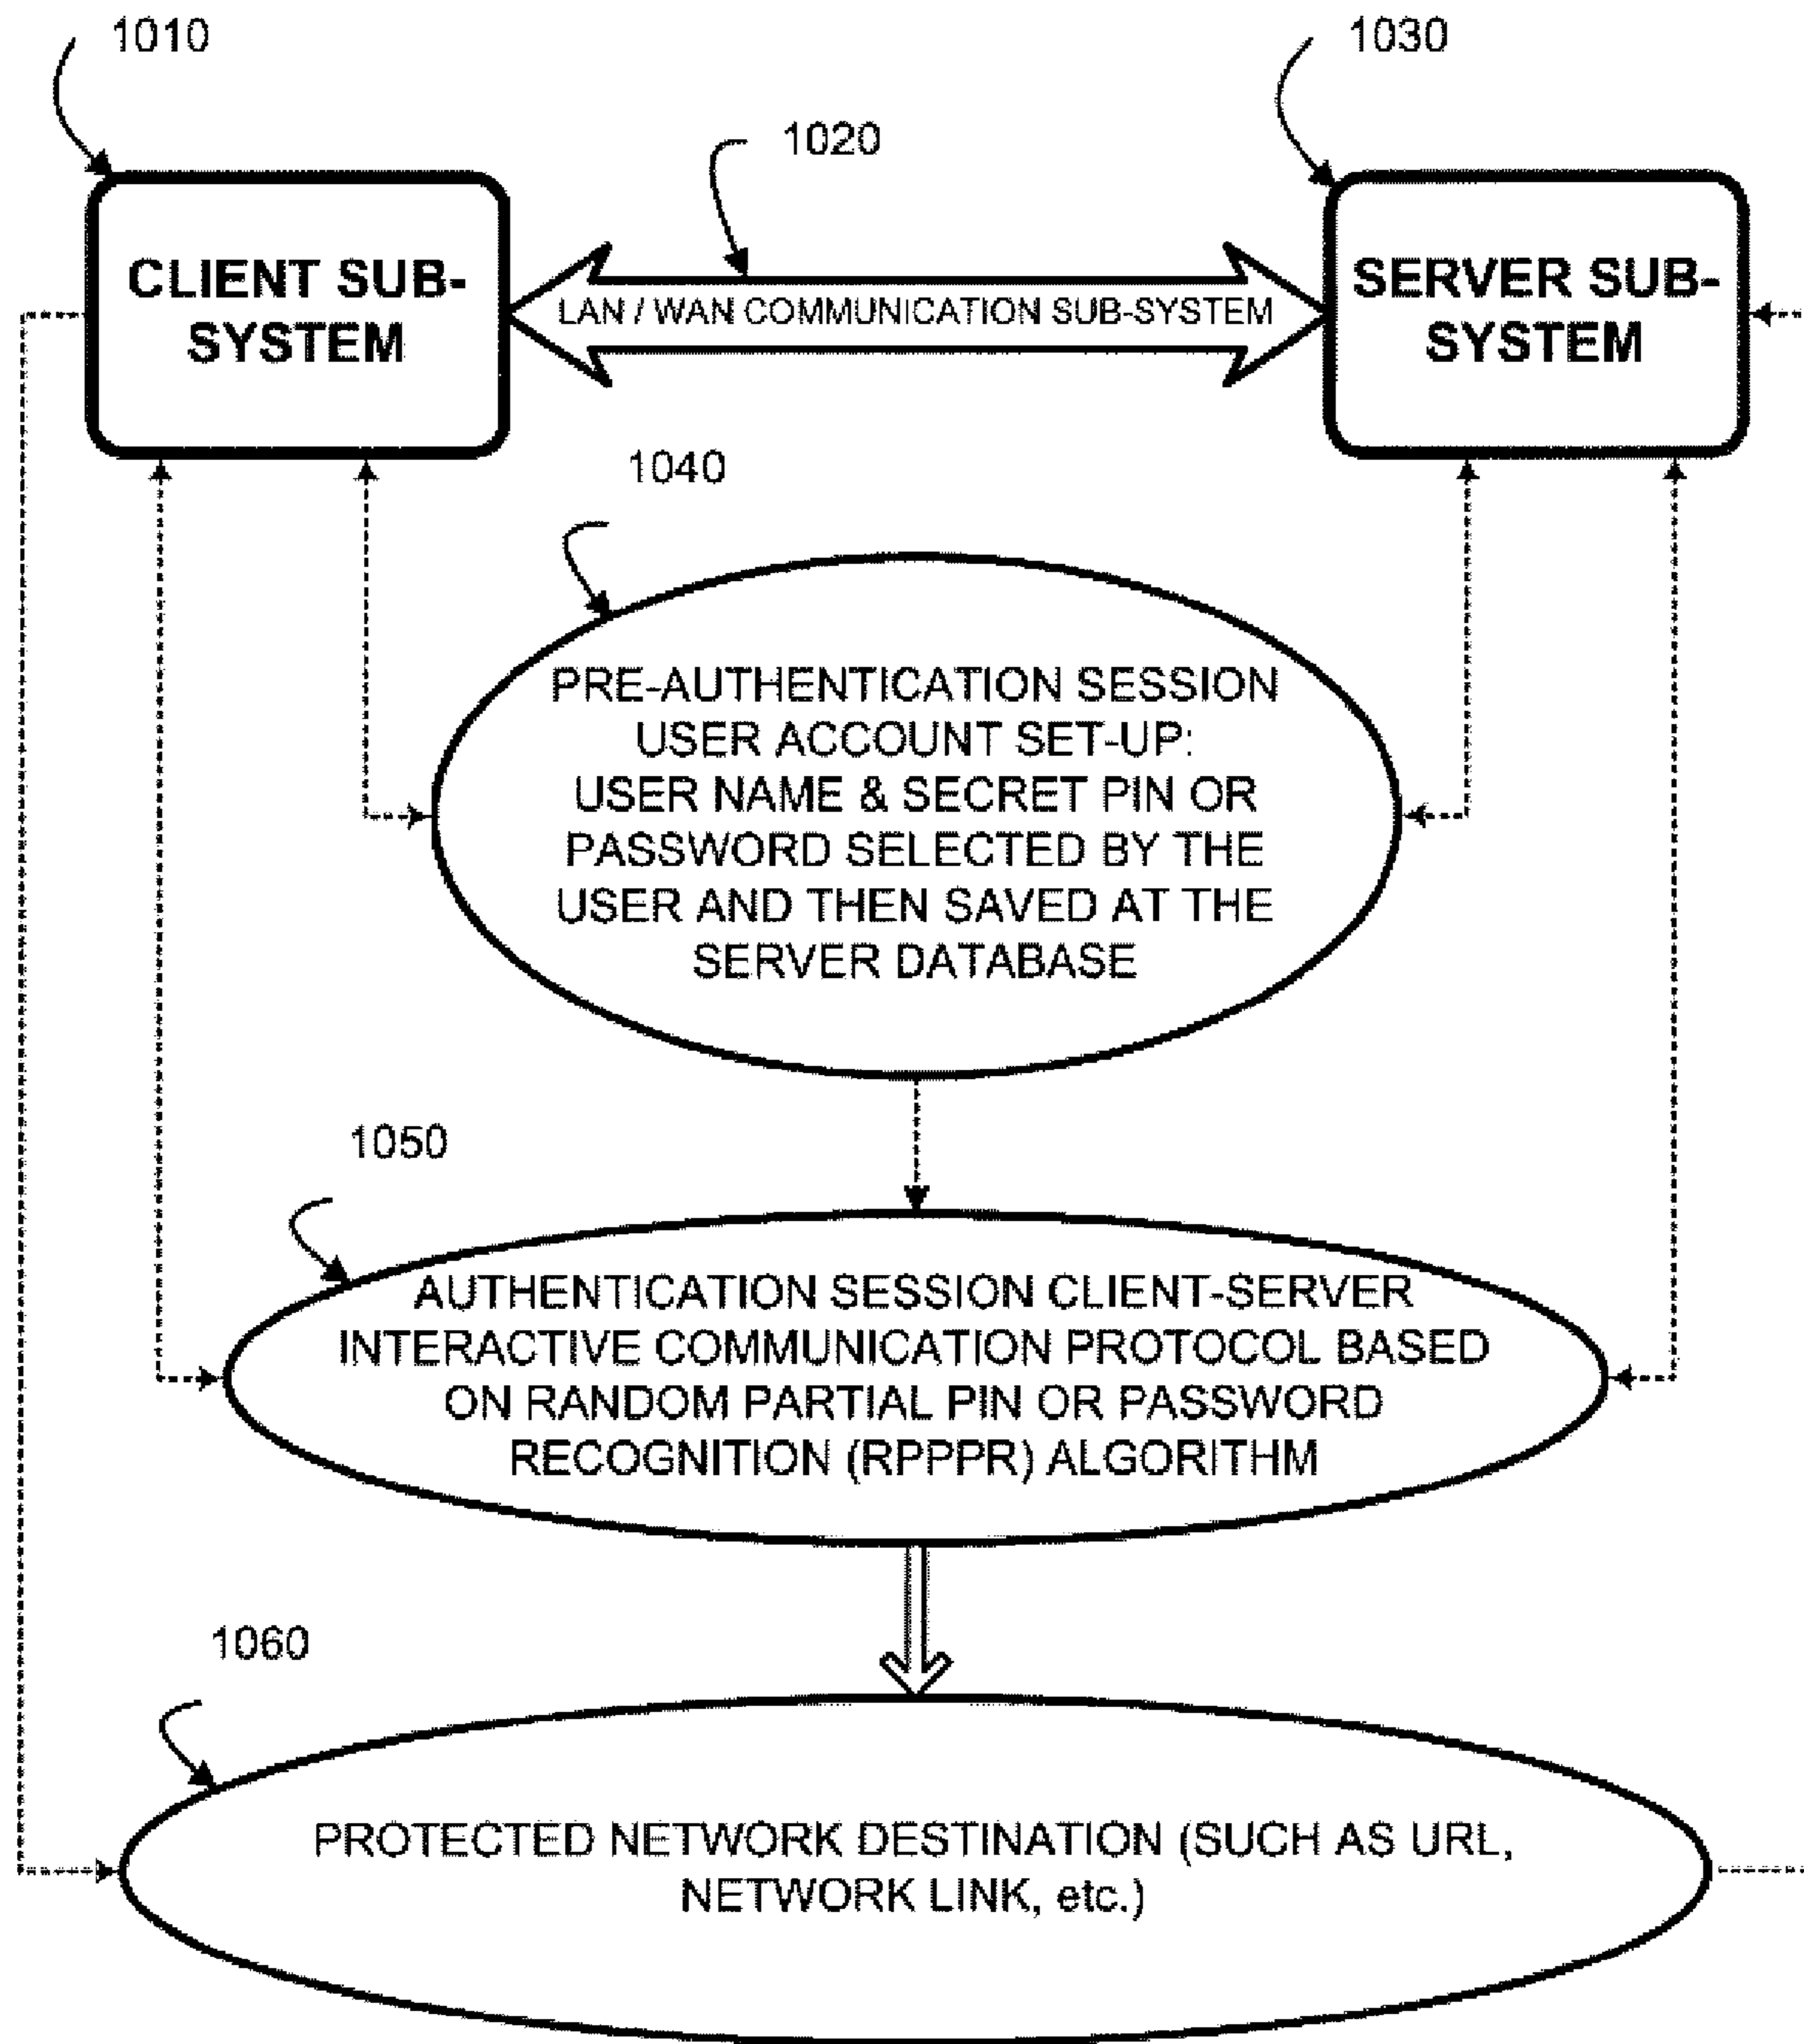 1010
1030
1020
CLIENT SUB-
SYSTEM
LAN / WAN COMMUNICATION SUB-SYSTEM
SERVER SUB-
SYSTEM
1040
PRE-AUTHENTICATION SESSION
USER ACCOUNT SET-UP:
USER NAME & SECRET PIN OR
PASSWORD SELECTED BY THE
USER AND THEN SAVED AT THE
SERVER DATABASE
1050
AUTHENTICATION SESSION CLIENT-SERVER
INTERACTIVE COMMUNICATION PROTOCOL BASED
ON RANDOM PARTIAL PIN OR PASSWORD
RECOGNITION (RPPPR) ALGORITHM
1060
PROTECTED NETWORK DESTINATION (SUCH AS URL,
NETWORK LINK, etc.)